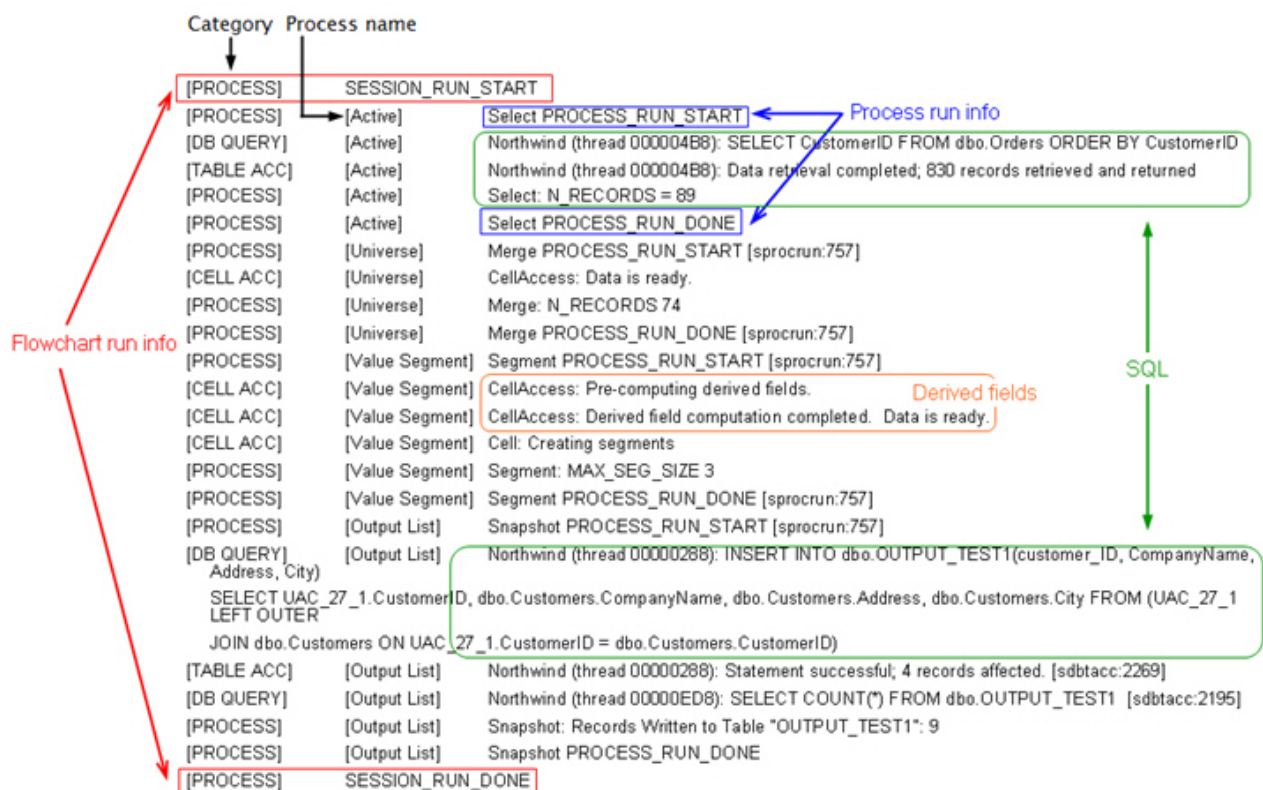 Category Process name
[PROCESS] SESSION_RUN_START
[PROCESS] [Active] Select PROCESS_RUN_START Process run info
[DB QUERY] [Active] Northwind (thread 000004B8): SELECT CustomerID FROM dbo.Orders ORDER BY CustomerID
[TABLE ACC] [Active] Northwind (thread 000004B8): Data retrieval completed; 830 records retrieved and returned
[PROCESS] [Active] Select: N_RECORDS = 89
[PROCESS] [Active] Select PROCESS_RUN_DONE
[PROCESS] [Universe] Merge PROCESS_RUN_START [sprocrun:757]
[CELL ACC] [Universe] CellAccess: Data is ready.
[PROCESS] [Universe] Merge: N_RECORDS 74
[PROCESS] [Universe] Merge PROCESS_RUN_DONE [sprocrun:757]
Flowchart run info
[PROCESS] [Value Segment] Segment PROCESS_RUN_START [sprocrun:757]
SQL
[CELL ACC] [Value Segment] CellAccess: Pre-computing derived fields. Derived fields
[CELL ACC] [Value Segment] CellAccess: Derived field computation completed. Data is ready.
[CELL ACC] [Value Segment] Cell: Creating segments
[PROCESS] [Value Segment] Segment: MAX_SEG_SIZE 3
[PROCESS] [Value Segment] Segment PROCESS_RUN_DONE [sprocrun:757]
[PROCESS] [Output List] Snapshot PROCESS_RUN_START [sprocrun:757]
[DB QUERY] [Output List] Northwind (thread 00000288): INSERT INTO dbo.OUTPUT_TEST1(customer_ID, CompanyName,
Address, City)
SELECT UAC_27_1.CustomerID, dbo.Customers.CompanyName, dbo.Customers.Address, dbo.Customers.City FROM (UAC_27_1
LEFT OUTER
JOIN dbo.Customers ON UAC_27_1.CustomerID = dbo.Customers.CustomerID)
[TABLE ACC] [Output List] Northwind (thread 00000288): Statement successful; 4 records affected. [sdbtacc:2269]
[DB QUERY] [Output List] Northwind (thread 00000ED8): SELECT COUNT(*) FROM dbo.OUTPUT_TEST1 [sdbtacc:2195]
[PROCESS] [Output List] Snapshot: Records Written to Table "OUTPUT_TEST1": 9
[PROCESS] [Output List] Snapshot PROCESS_RUN_DONE
[PROCESS] SESSION_RUN_DONE